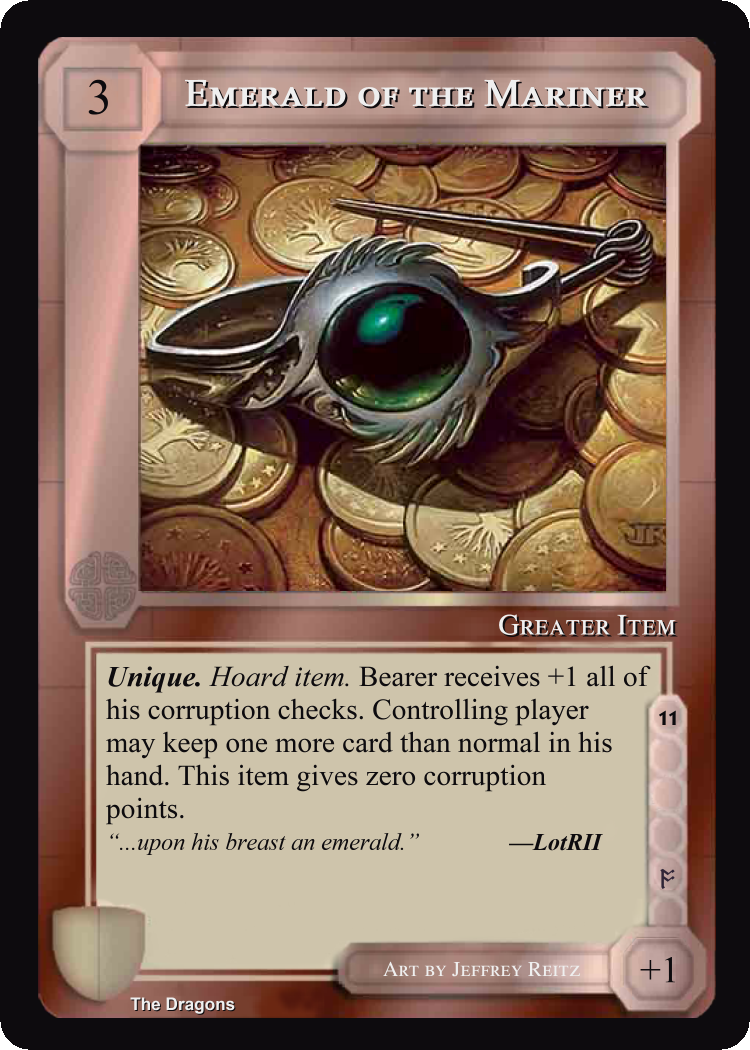 3
Emerald of the Mariner
JR
Greater Item
Unique. Hoard item. Bearer receives +1 all of
his corruption checks. Controlling player
may keep one more card than normal in his
hand. This item gives zero corruption
points.
“...upon his breast an emerald.” —LotRII
11
ᚩ
Art by Jeffrey Reitz
+1
The Dragons